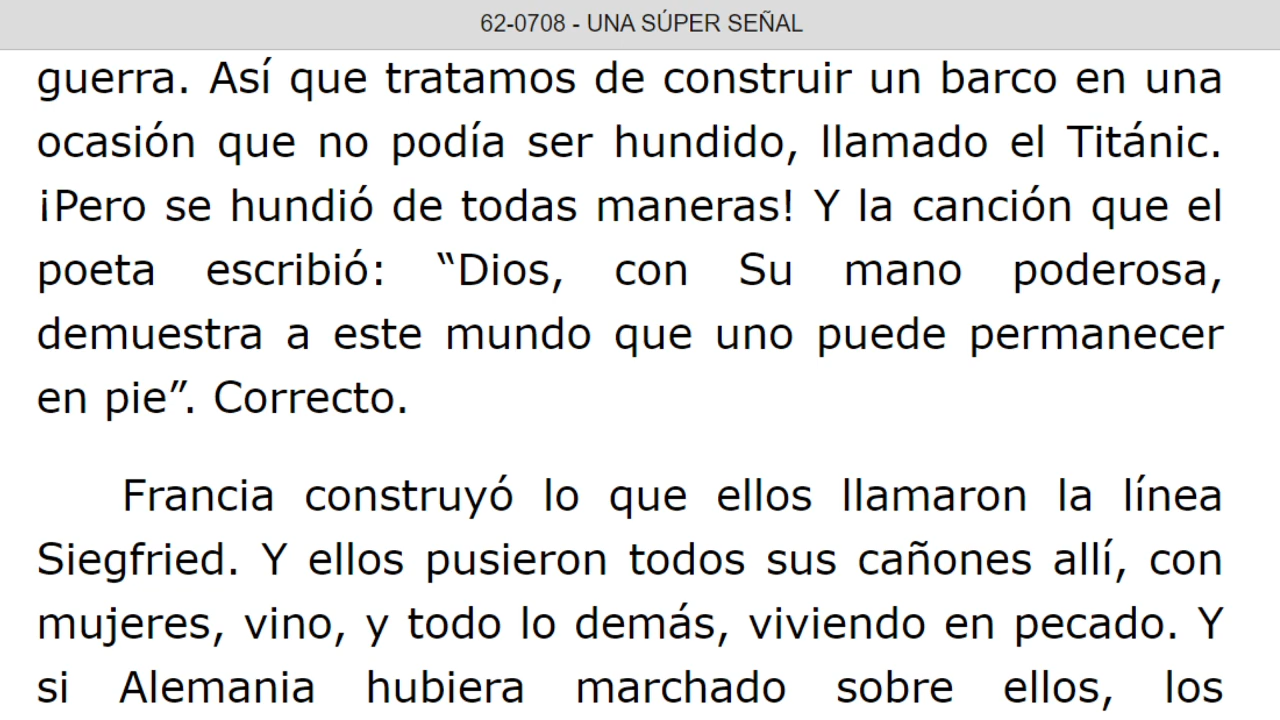 62-0708 - UNA SÚPER SEÑAL
guerra. Así que tratamos de construir un barco en una
ocasión que no podía ser hundido, llamado el Titánic.
¡Pero se hundió de todas maneras! Y la canción que el
poeta escribió: “Dios, con Su mano poderosa,
demuestra a este mundo que uno puede permanecer
en pie”. Correcto.
Francia construyó lo que ellos llamaron la línea
Siegfried. Y ellos pusieron todos sus cañones allí, con
mujeres, vino, y todo lo demás, viviendo en pecado. Y
si Alemania hubiera marchado sobre ellos, los